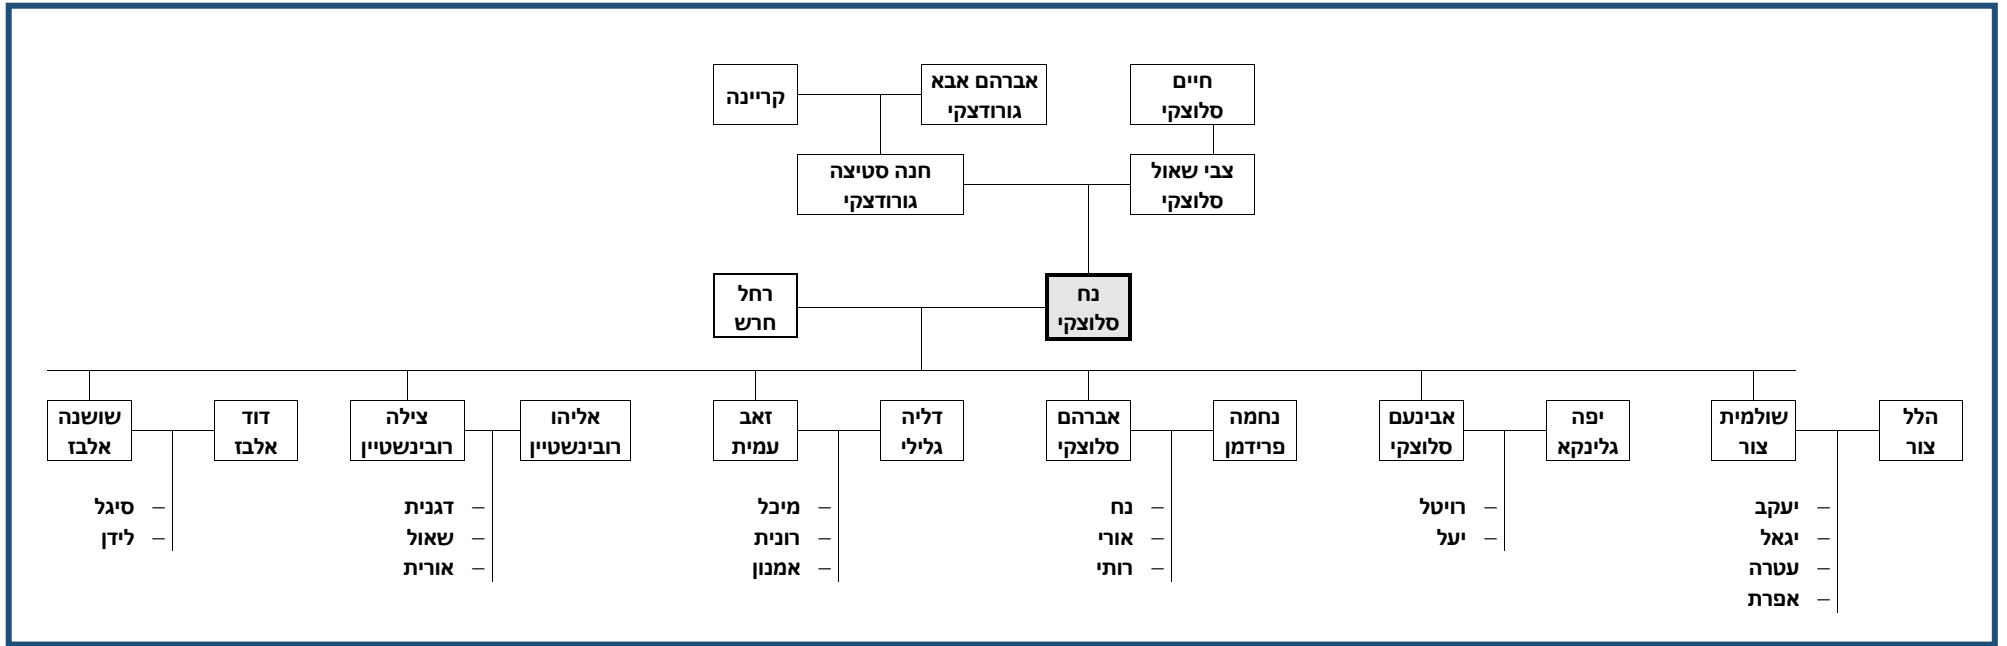 חיים
סלוצקי
אברהם אבא
גורודצקי
קריינה
צבי שאול
סלוצקי
חנה סטיצה
גורודצקי
נח
סלוצקי
רחל
חרש
הלל
צור
שולמית
צור
יפה
גלינקא
אבינעם
סלוצקי
נחמה
פרידמן
אברהם
סלוצקי
דליה
גלילי
זאב
עמית
אליהו
רובינשטיין
צילה
רובינשטיין
דוד
אלבז
שושנה
אלבז
– יעקב
– יגאל
– עטרה
– אפרת
– רויטל
– יעל
– נח
– אורי
– רותי
– מיכל
– רונית
– אמנון
– דגנית
– שאול
– אורית
– סיגל
– לידן